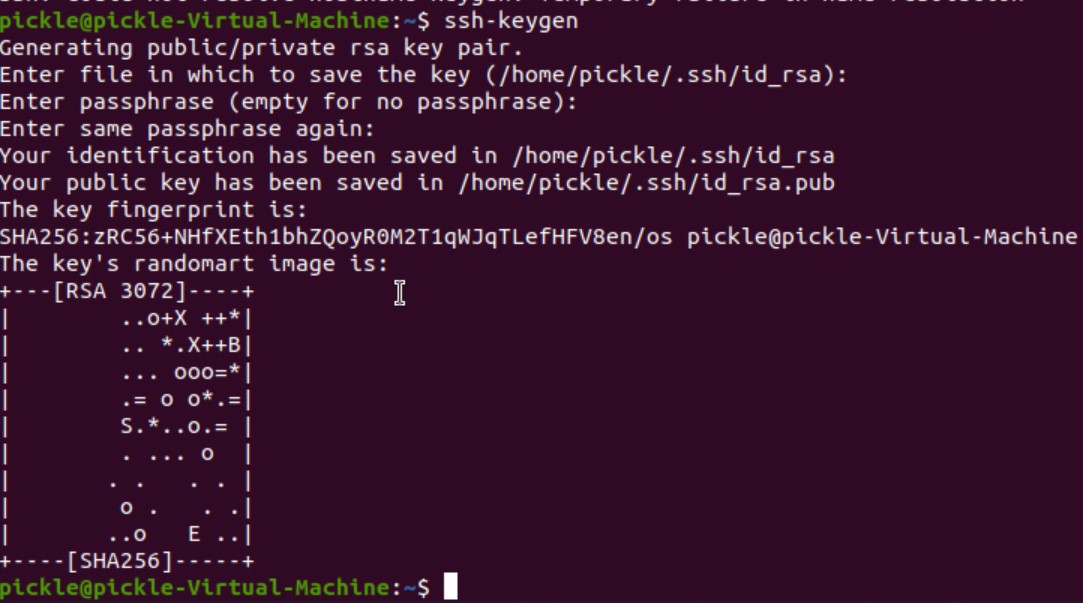 pickle@pickle-Virtual-Machine:~$ ssh-keygen
Generating public/private rsa key pair.
Enter file in which to save the key (/home/pickle/.ssh/id_rsa):
Enter passphrase (empty for no passphrase):
Enter same passphrase again:
Your identification has been saved in /home/pickle/.ssh/id_rsa
Your public key has been saved in /home/pickle/.ssh/id_rsa.pub
The key fingerprint is:
SHA256:zRC56+NHfXEth1bhZQoyR0M2T1qWJqTLefHFV8en/os pickle@pickle-Virtual-Machine
The key's randomart image is:
+---[RSA 3072]----+
|        ..o+X ++*|
|        .. *.X++B|
|        ... ooo=*|
|        .= o o*.=|
|        S.*..o.= |
|        . ... o  |
|       . .   . . |
|        o .   . .|
|       ..o   E ..|
+----[SHA256]-----+
pickle@pickle-Virtual-Machine:~$